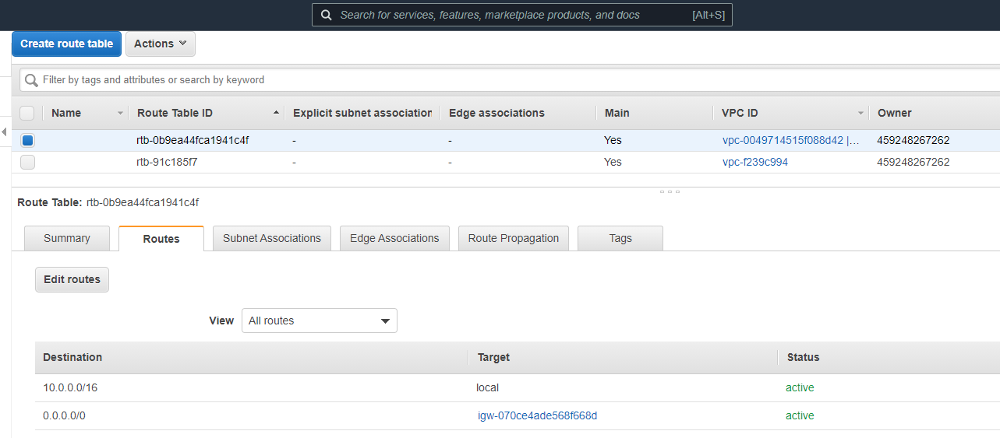 Search for services, features, marketplace products, and docs [Alt+S]
Create route table Actions
Filter by tags and attributes or search by keyword
Name Route Table ID Explicit subnet association Edge associations Main VPC ID Owner
rtb-0b9ea44fca1941c4f - - Yes vpc-0049714515f088d42 |... 459248267262
rtb-91c185f7 - - Yes vpc-f239c994 459248267262
Route Table: rtb-0b9ea44fca1941c4f
Summary Routes Subnet Associations Edge Associations Route Propagation Tags
Edit routes
View All routes
Destination Target Status
10.0.0.0/16 local active
0.0.0.0/0 igw-070ce4ade568f668d active